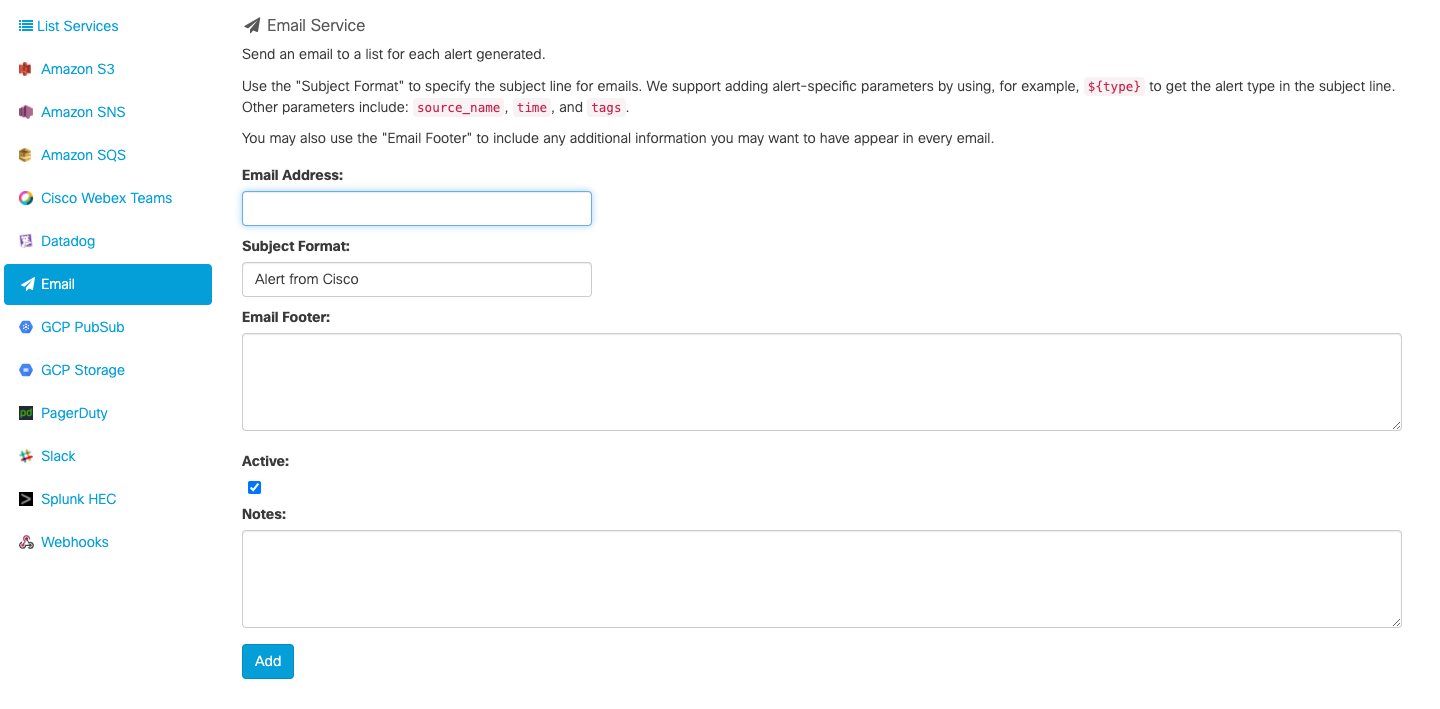 List Services
Amazon S3
Amazon SNS
Amazon SQS
Cisco Webex Teams
Datadog
Email
GCP PubSub
GCP Storage
pd PagerDuty
Slack
Splunk HEC
Webhooks
Email Service
Send an email to a list for each alert generated.
Use the "Subject Format" to specify the subject line for emails. We support adding alert-specific parameters by using, for example, ${type} to get the alert type in the subject line.
Other parameters include: source_name, time, and tags.
You may also use the "Email Footer" to include any additional information you may want to have appear in every email.
Email Address:
Subject Format:
Alert from Cisco
Email Footer:
Active:
Notes:
Add